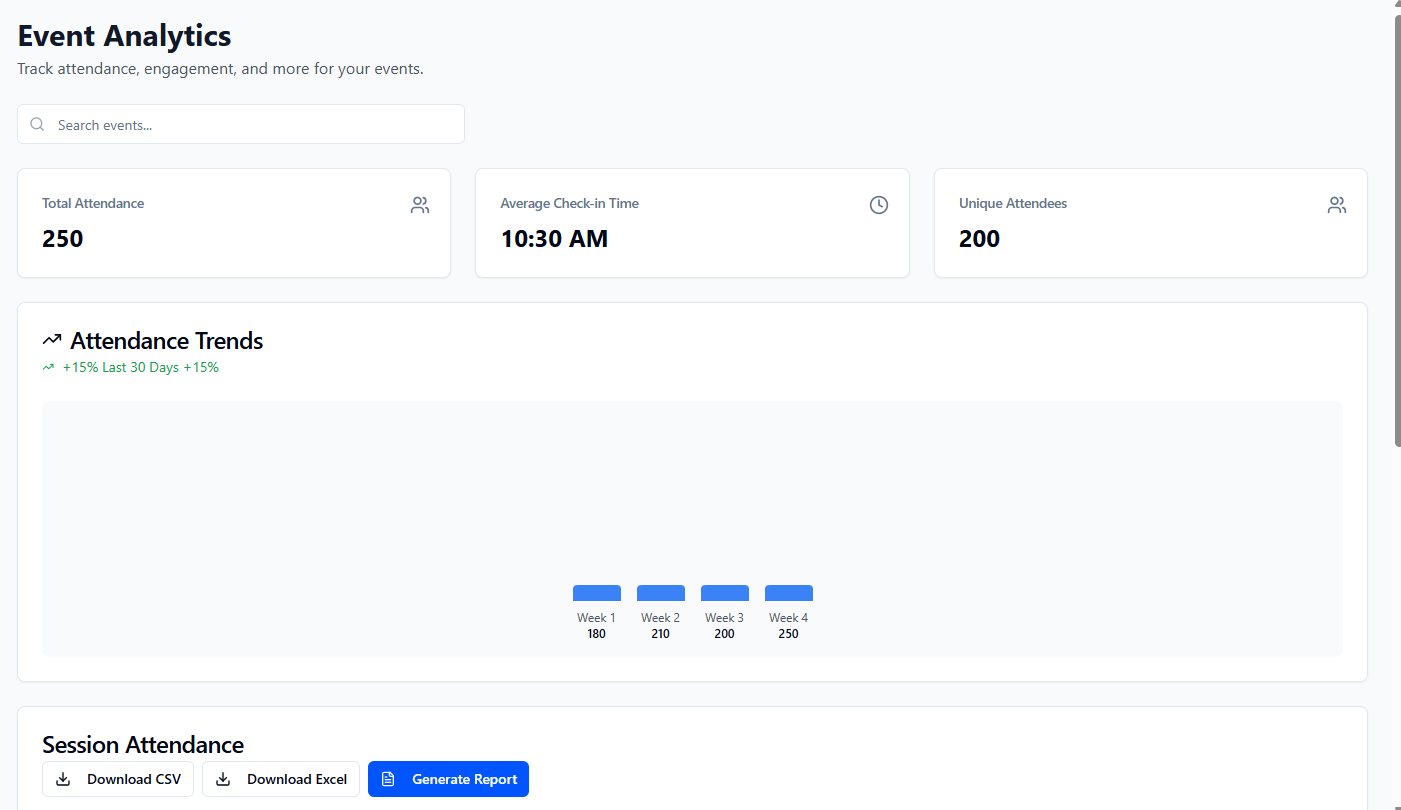 Event Analytics
Track attendance, engagement, and more for your events.
Search events...
Total Attendance
250
Average Check-in Time
10:30 AM
Unique Attendees
200
Attendance Trends
+15% Last 30 Days +15%
Week 1 Week 2 Week 3 Week 4
180 210 200 250
Session Attendance
Download CSV Download Excel Generate Report